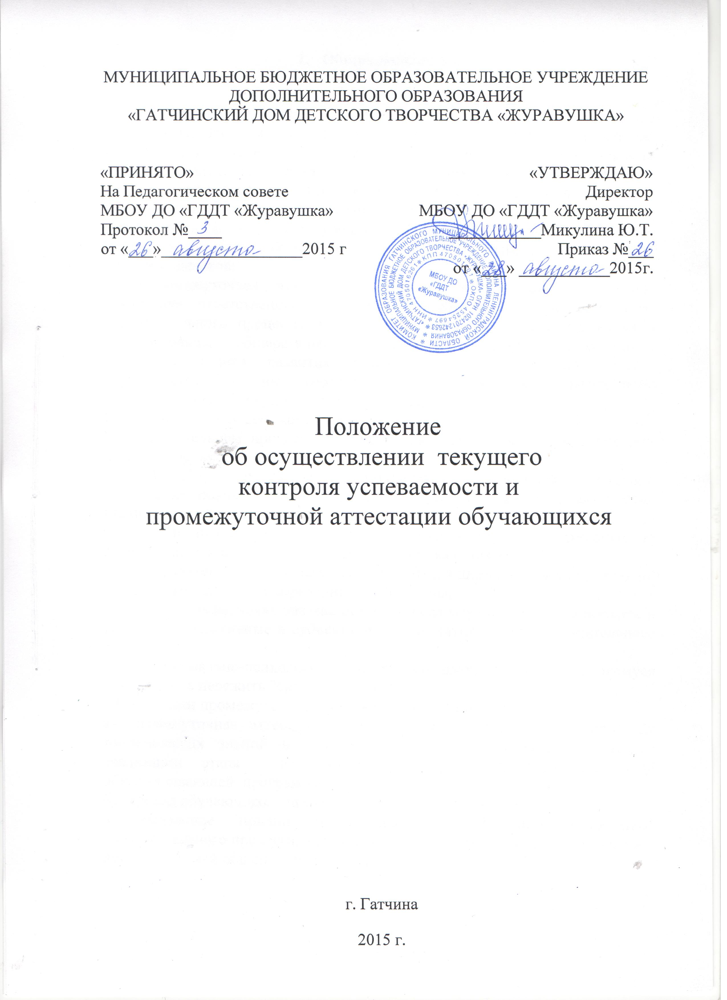 МУНИЦИПАЛЬНОЕ БЮДЖЕТНОЕ ОБРАЗОВАТЕЛЬНОЕ УЧРЕЖДЕНИЕ
ДОПОЛНИТЕЛЬНОГО ОБРАЗОВАНИЯ
«ГАТЧИНСКИЙ ДОМ ДЕТСКОГО ТВОРЧЕСТВА «ЖУРАВУШКА»
«ПРИНЯТО»
На Педагогическом совете
МБОУ ДО «ГДДТ «Журавушка»
Протокол № 3
от «26» августа 2015 г
«УТВЕРЖДАЮ»
Директор
МБОУ ДО «ГДДТ «Журавушка»
Микулина Ю.Т.
Приказ № 26
от «28» августа 2015г.
КОМИТЕТ ОБРАЗОВАНИЯ ГАТЧИНСКОГО МУНИЦИПАЛЬНОГО РАЙОНА ЛЕНИНГРАДСКОЙ ОБЛАСТИ *
МУНИЦИПАЛЬНОЕ БЮДЖЕТНОЕ ОБРАЗОВАТЕЛЬНОЕ УЧРЕЖДЕНИЕ ДОПОЛНИТЕЛЬНОГО ОБРАЗОВАНИЯ *
«ГАТЧИНСКИЙ ДОМ ДЕТСКОГО ТВОРЧЕСТВА «ЖУРАВУШКА» ОГРН 1024701242653 *
ИНН 4705016261 * КПП 470501001 * ОКПО 45254697 *
МБОУ ДО
«ГДДТ
«Журавушка»
Положение
об осуществлении текущего
контроля успеваемости и
промежуточной аттестации обучающихся
г. Гатчина
2015 г.